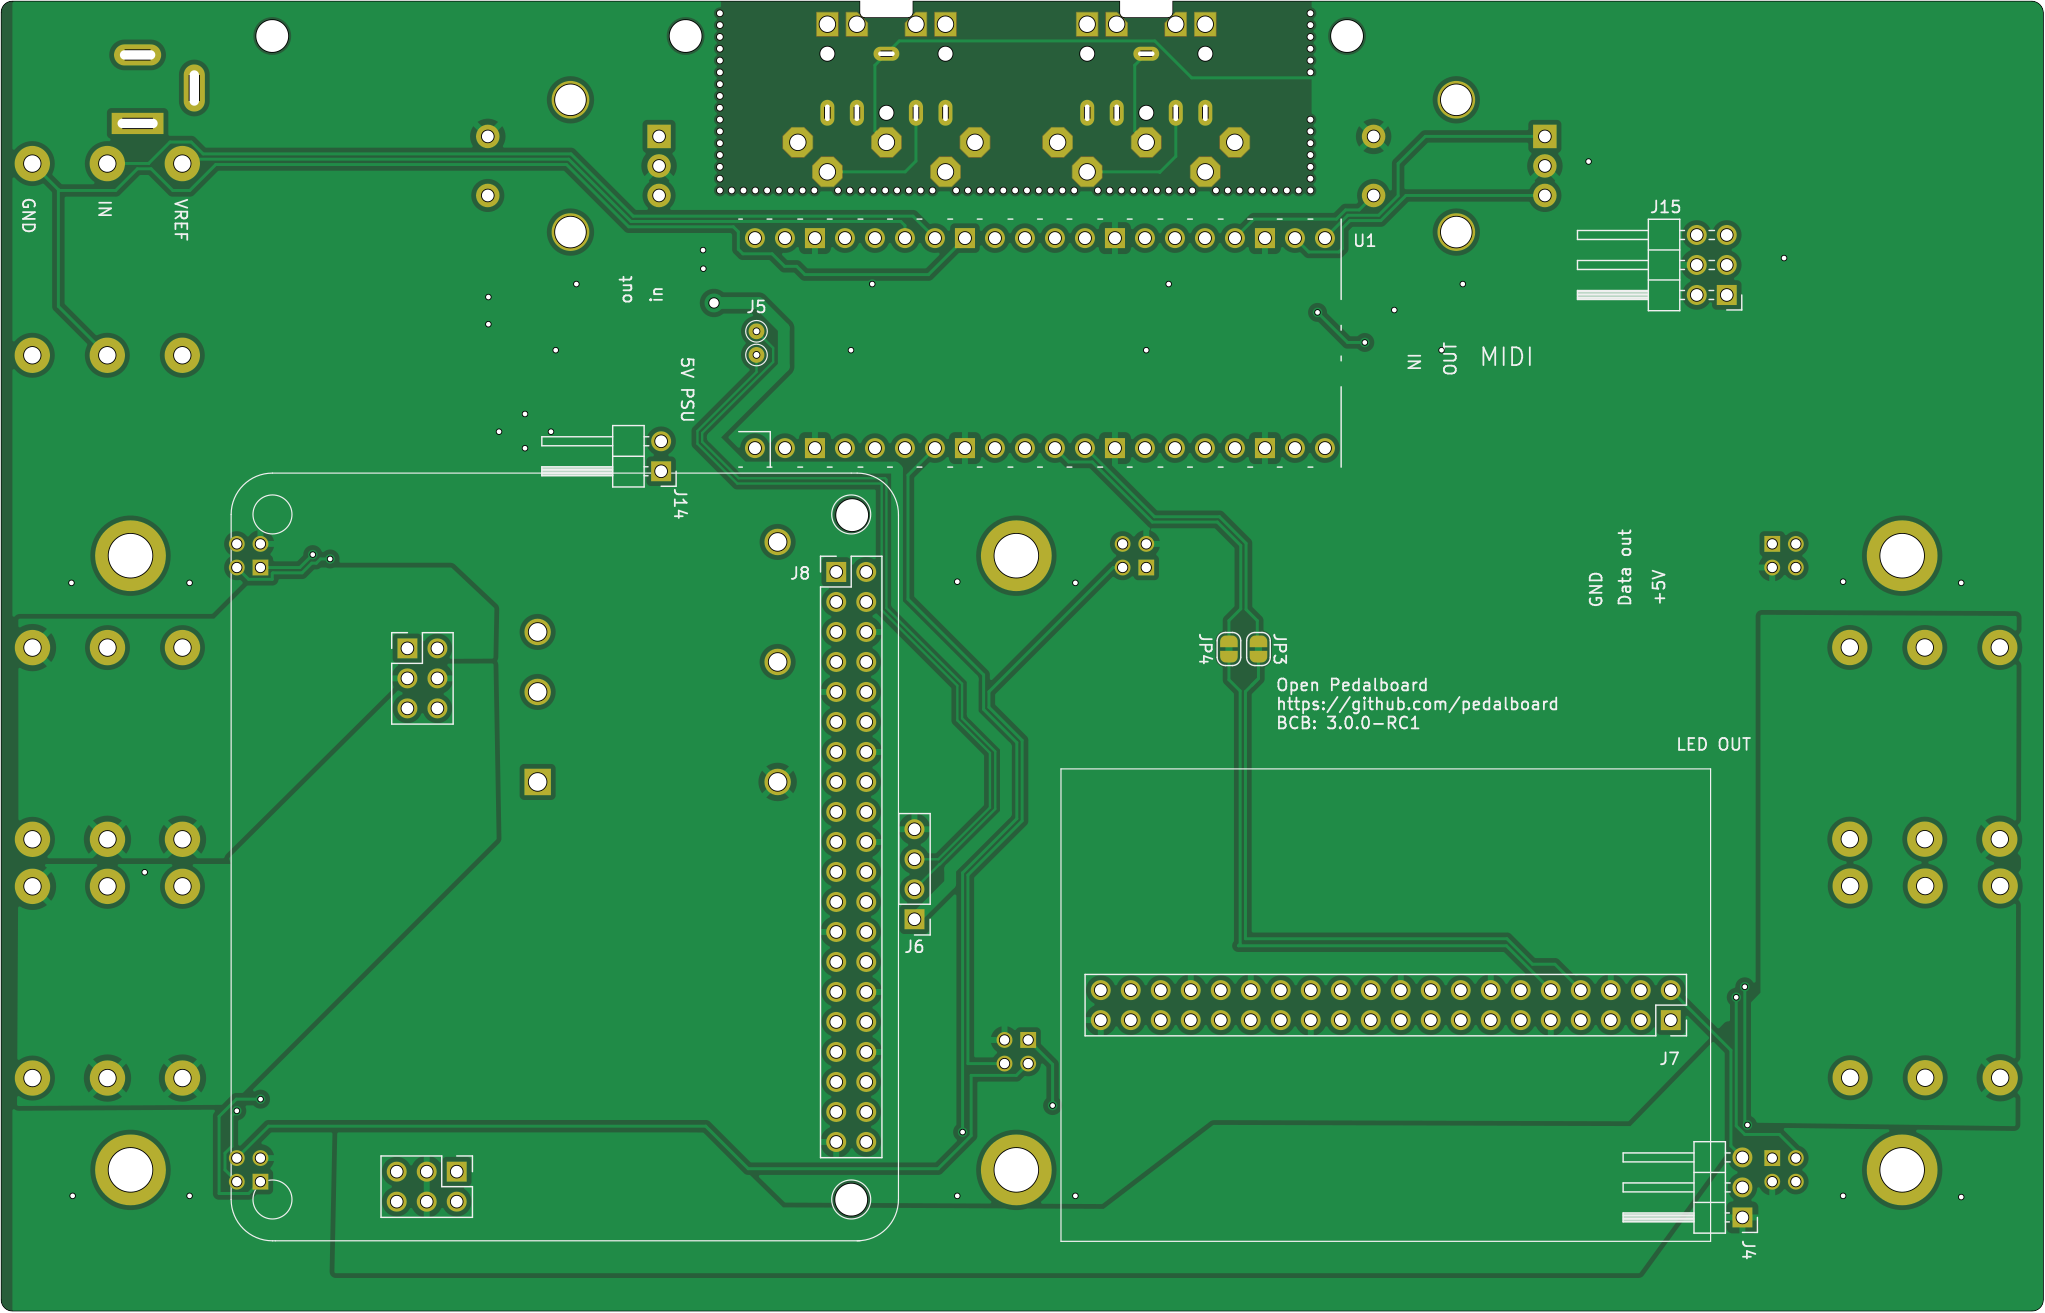 GND
IN
VREF
J15
U1
out
in
J5
IN
OUT
MIDI
5V PSU
J14
J8
GND
Data out
+5V
JP4
JP3
Open Pedalboard
https://github.com/pedalboard
BCB: 3.0.0-RC1
LED OUT
J6
J7
J4